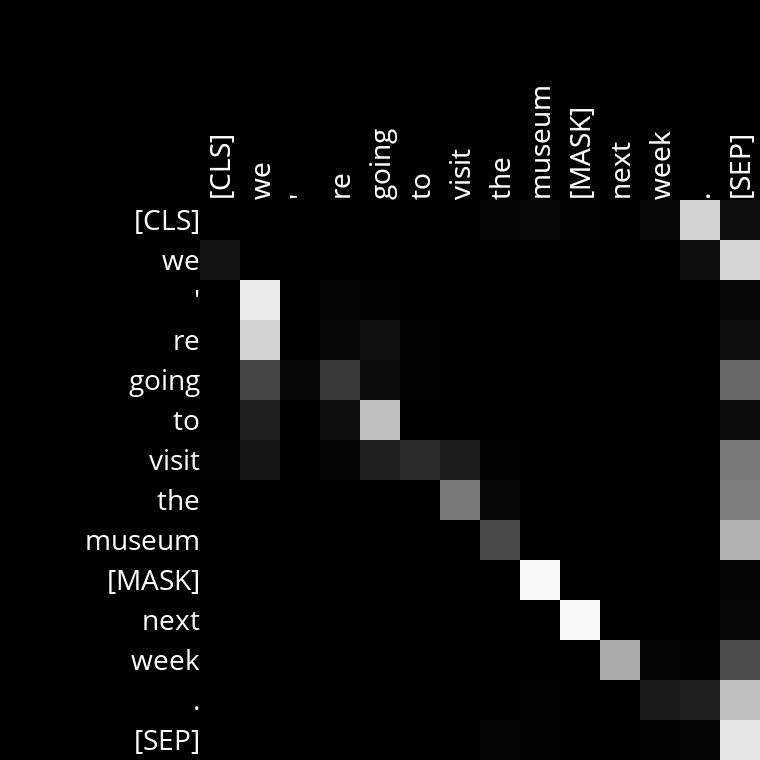 [CLS] we ' re going to visit the museum [MASK] next week . [SEP]
[CLS]
we
'
re
going
to
visit
the
museum
[MASK]
next
week
.
[SEP]